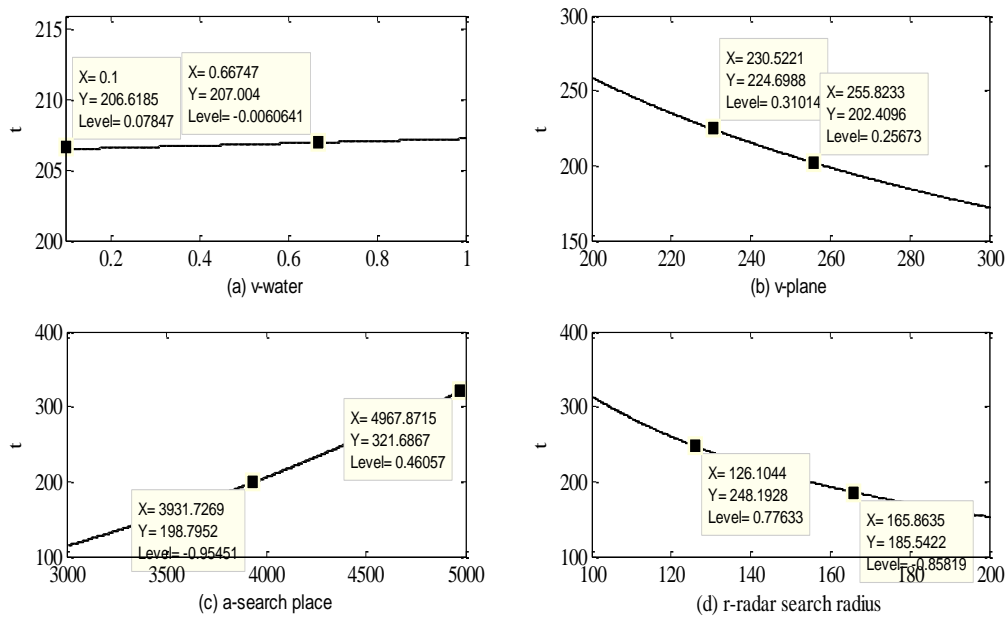 215
210
205
200
t
X= 0.1
Y= 206.6185
Level= 0.07847
X= 0.66747
Y= 207.004
Level= -0.0060641
0.2 0.4 0.6 0.8 1
(a) v-water
300
250
200
150
t
X= 230.5221
Y= 224.6988
Level= 0.31014
X= 255.8233
Y= 202.4096
Level= 0.25673
200 220 240 260 280 300
(b) v-plane
400
300
200
100
t
X= 4967.8715
Y= 321.6867
Level= 0.46057
X= 3931.7269
Y= 198.7952
Level= -0.95451
3000 3500 4000 4500 5000
(c) a-search place
400
300
200
100
t
X= 126.1044
Y= 248.1928
Level= 0.77633
X= 165.8635
Y= 185.5422
Level= -0.85819
100 120 140 160 180 200
(d) r-radar search radius